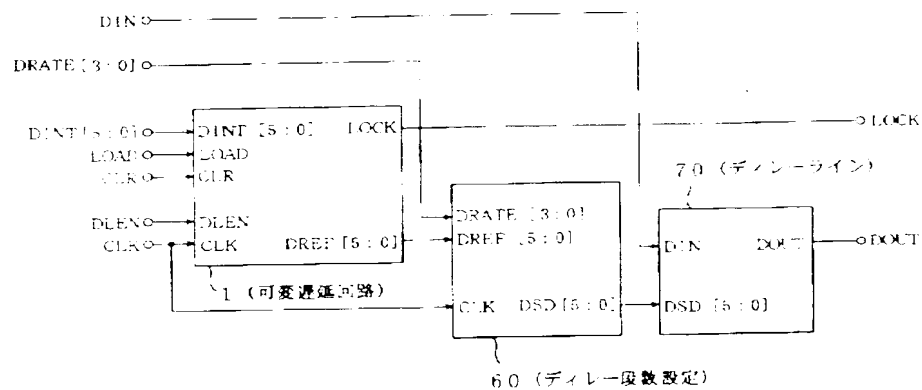 DIN
DRATE [3:0]
DINT [5:0]
LOAD
CLR
DLEN
CLK
DINT [5:0]
LOCK
LOAD
CLR
DLEN
CLK
DREF [5:0]
1 (可変遅延回路)
LOCK
DRATE [3:0]
DREF [5:0]
CLK
DSD [5:0]
60 (ディレー段数設定)
70 (ディレーライン)
DIN
DOUT
DSD [5:0]
DOUT